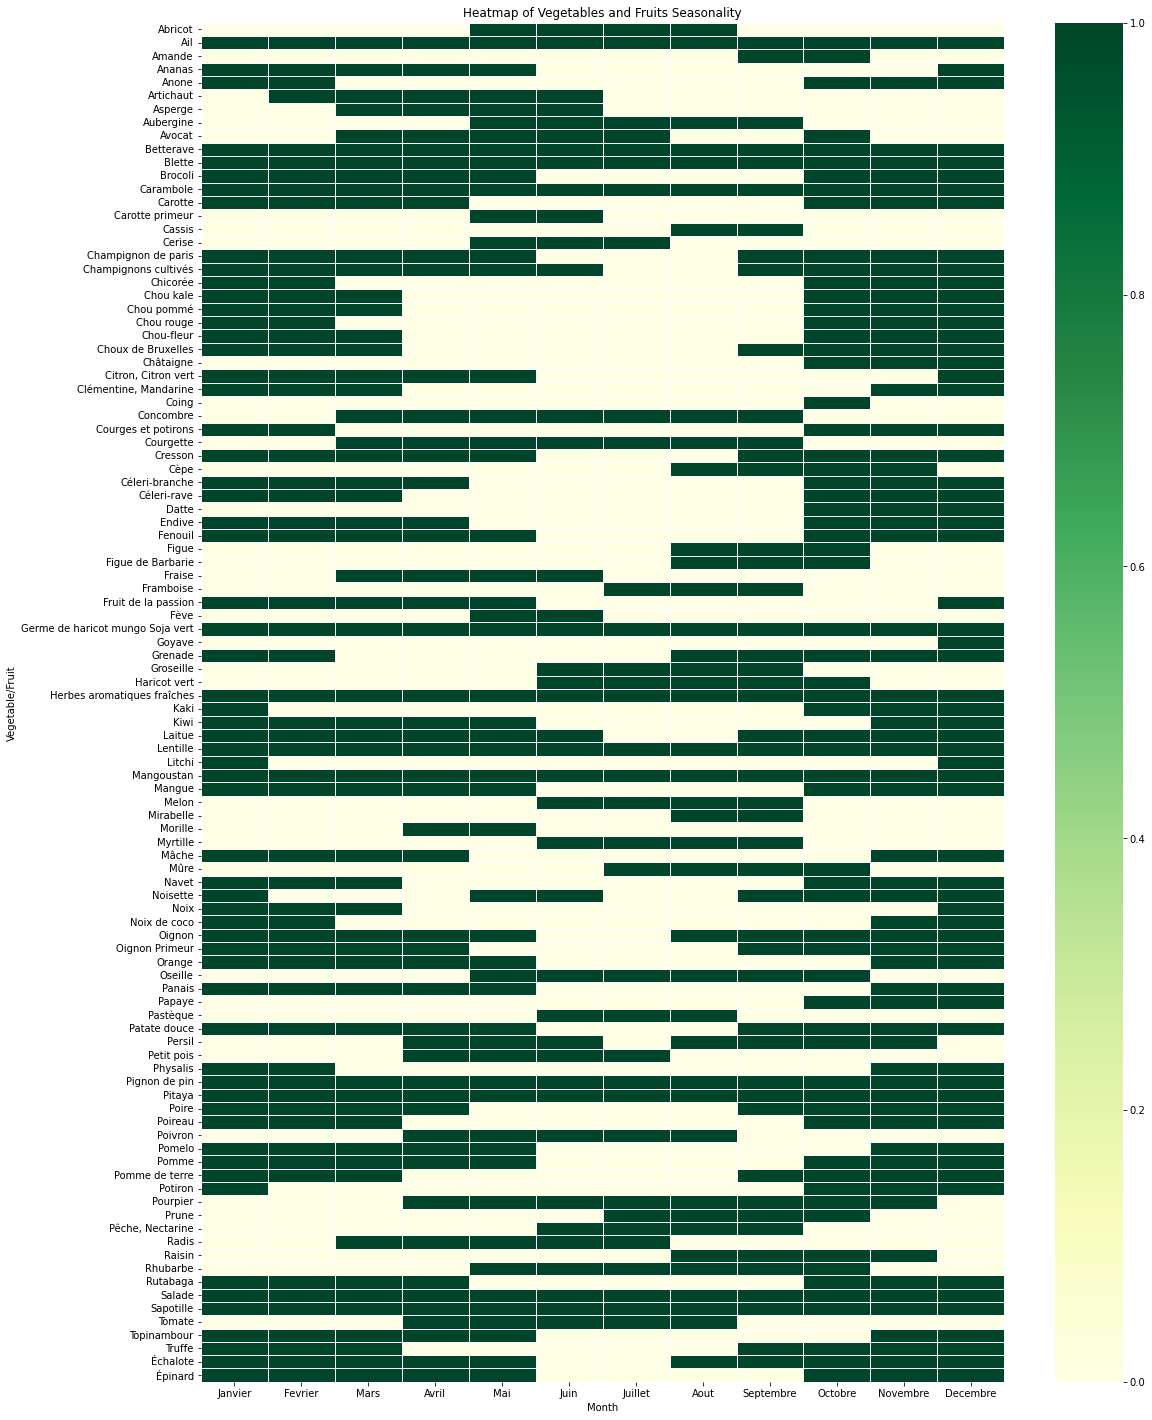 Heatmap of Vegetables and Fruits Seasonality
Vegetable/Fruit
Abricot
Ail
Amande
Ananas
Anone
Artichaut
Asperge
Aubergine
Avocat
Betterave
Blette
Brocoli
Carambole
Carotte
Carotte primeur
Cassis
Cerise
Champignon de paris
Champignons cultivés
Chicorée
Chou kale
Chou pommé
Chou rouge
Chou-fleur
Choux de Bruxelles
Châtaigne
Citron, Citron vert
Clémentine, Mandarine
Coing
Concombre
Courges et potirons
Courgette
Cresson
Cèpe
Céleri-branche
Céleri-rave
Datte
Endive
Fenouil
Figue
Figue de Barbarie
Fraise
Framboise
Fruit de la passion
Fève
Germe de haricot mungo Soja vert
Goyave
Grenade
Groseille
Haricot vert
Herbes aromatiques fraîches
Kaki
Kiwi
Laitue
Lentille
Litchi
Mangoustan
Mangue
Melon
Mirabelle
Morille
Myrtille
Mâche
Mûre
Navet
Noisette
Noix
Noix de coco
Oignon
Oignon Primeur
Orange
Oseille
Panais
Papaye
Pastèque
Patate douce
Persil
Petit pois
Physalis
Pignon de pin
Pitaya
Poire
Poireau
Poivron
Pomelo
Pomme
Pomme de terre
Potiron
Pourpier
Prune
Pêche, Nectarine
Radis
Raisin
Rhubarbe
Rutabaga
Salade
Sapotille
Tomate
Topinambour
Truffe
Échalote
Épinard
Janvier Fevrier Mars Avril Mai Juin Juillet Aout Septembre Octobre Novembre Decembre
Month
1.0
0.8
0.6
0.4
0.2
0.0